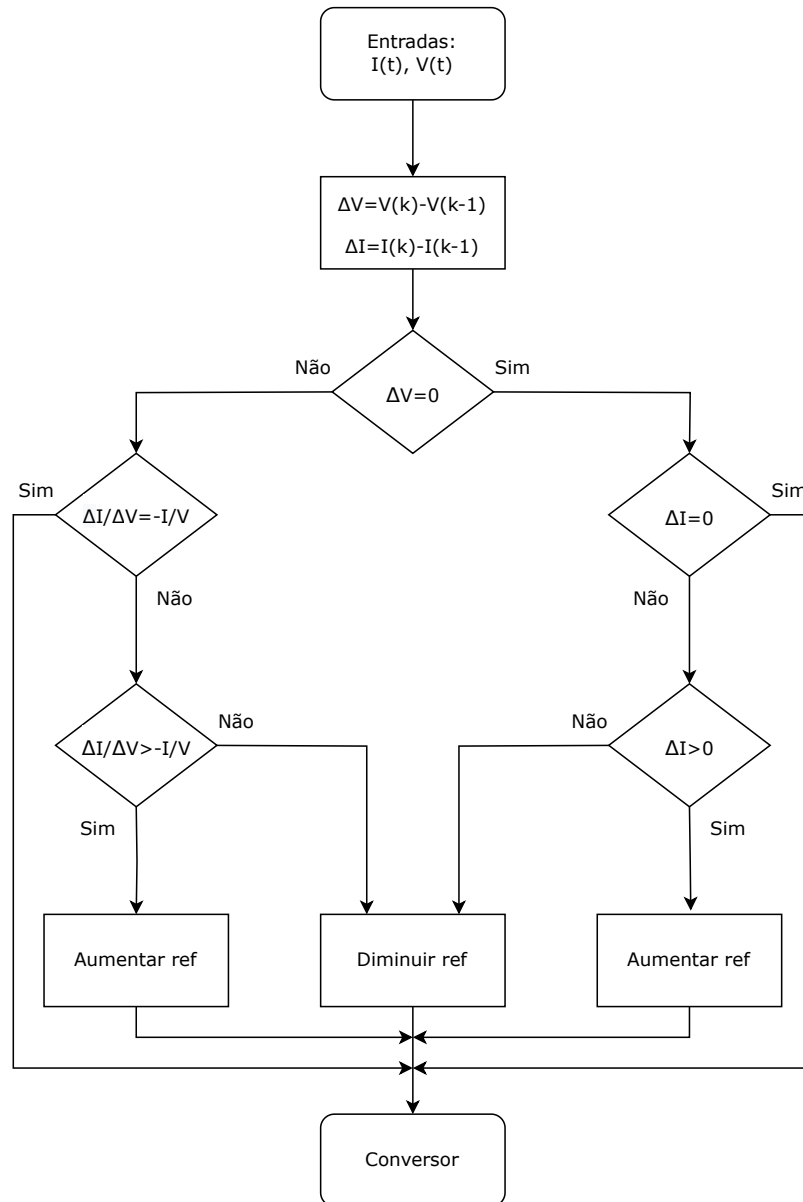 Entradas:
I(t), V(t)
ΔV=V(k)-V(k-1)
ΔI=I(k)-I(k-1)
Não
Sim
ΔV=0
Sim
ΔI/ΔV=-I/V
ΔI=0
Sim
Não
Não
Não
Não
ΔI/ΔV>-I/V
ΔI>0
Sim
Sim
Aumentar ref
Diminuir ref
Aumentar ref
Conversor